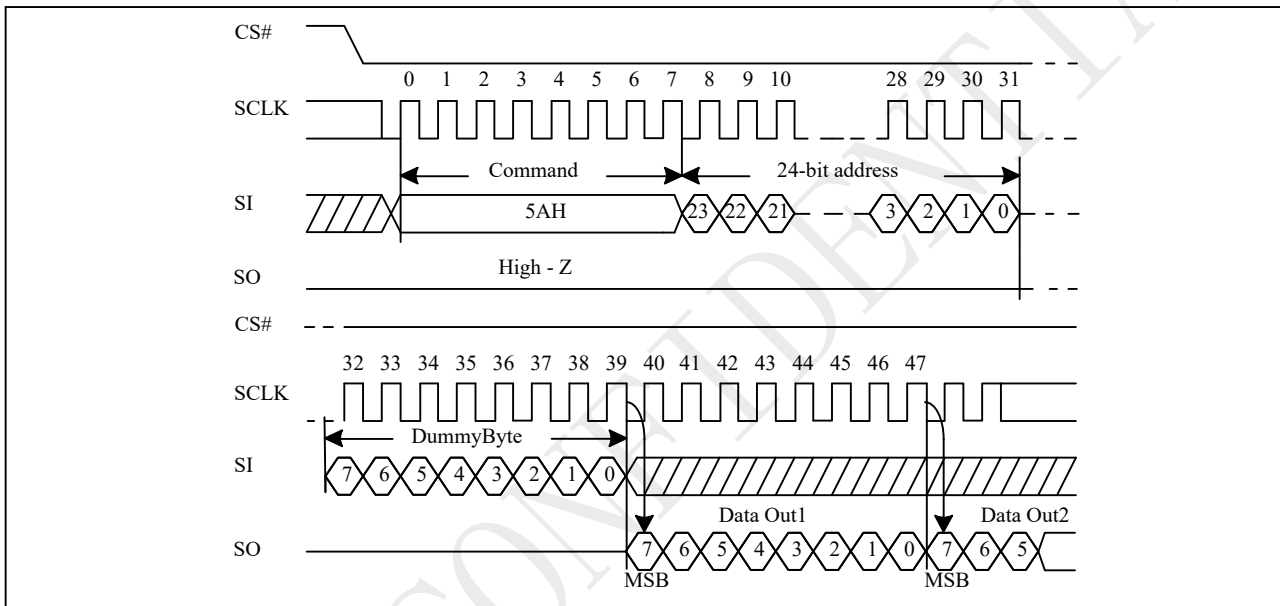 CS#
0 1 2 3 4 5 6 7 8 9 10 28 29 30 31
SCLK
Command 24-bit address
SI 5AH 23 22 21 3 2 1 0
High - Z
SO
CS#
32 33 34 35 36 37 38 39 40 41 42 43 44 45 46 47
SCLK
DummyByte
SI 7 6 5 4 3 2 1 0
Data Out1 Data Out2
SO 7 6 5 4 3 2 1 0 7 6 5
MSB MSB